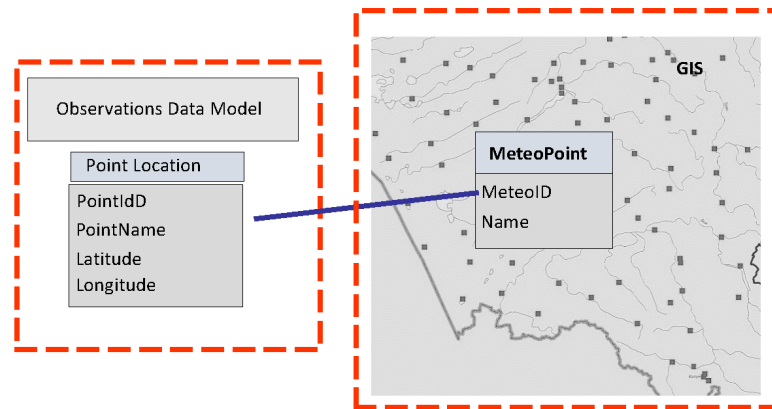 Observations Data Model
Point Location
PointIdD
PointName
Latitude
Longitude
GIS
MeteoPoint
MeteoID
Name